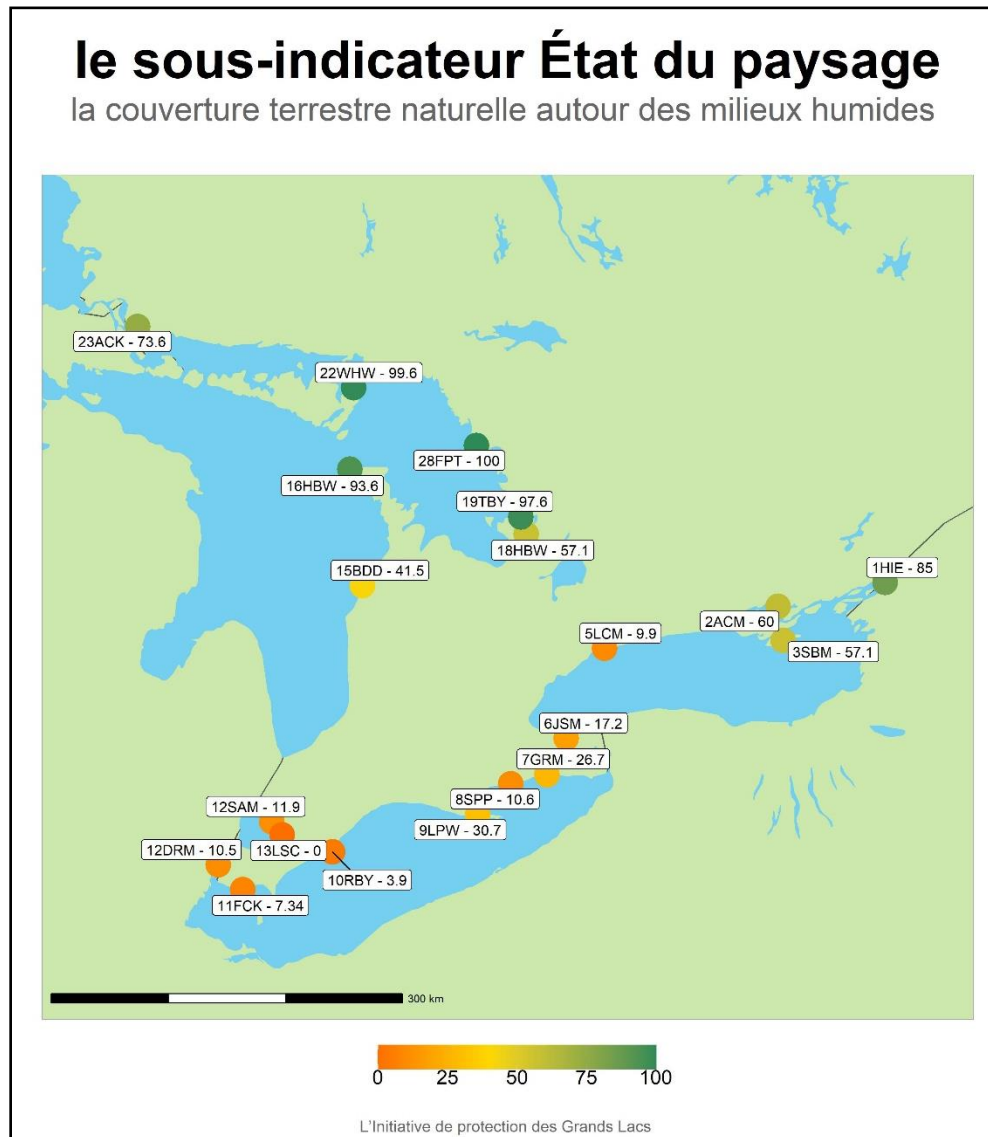 le sous-indicateur État du paysage
la couverture terrestre naturelle autour des milieux humides
23ACK - 73.6
22WHW - 99.6
28FPT - 100
16HBW - 93.6
19TBY - 97.6
18HBW - 57.1
15BDD - 41.5
1HIE - 85
2ACM - 60
5LCM - 9.9
3SBM - 57.1
6JSM - 17.2
7GRM - 26.7
8SPP - 10.6
12SAM - 11.9
9LPW - 30.7
12DRM - 10.5
13LSC - 0
10RBY - 3.9
11FCK - 7.34
300 km
0 25 50 75 100
L'Initiative de protection des Grands Lacs